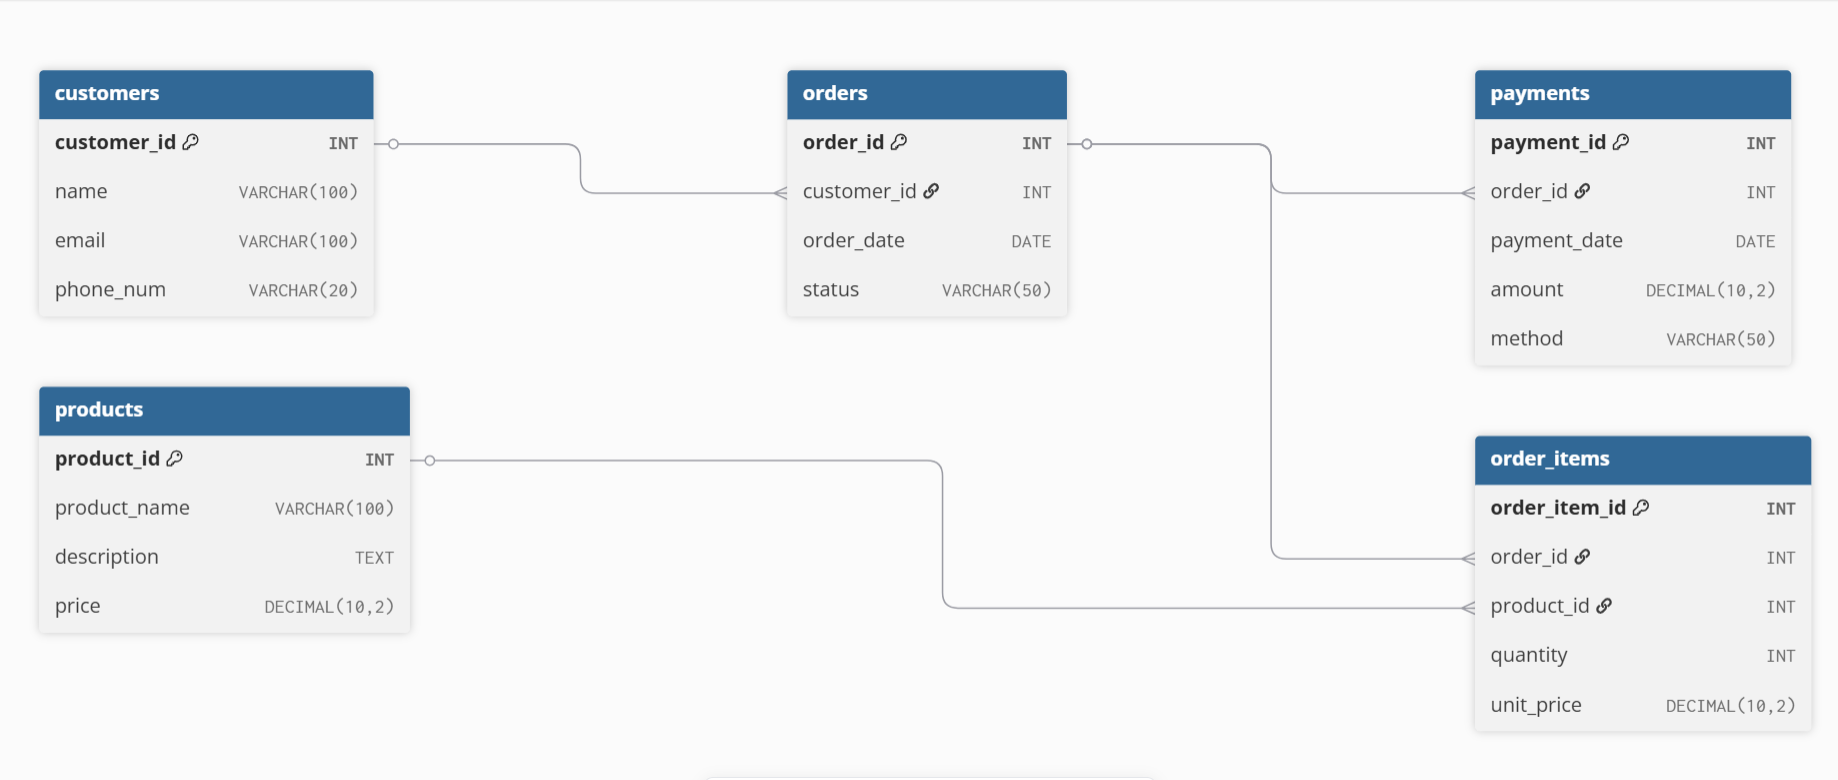 customers
customer_id INT
name VARCHAR(100)
email VARCHAR(100)
phone_num VARCHAR(20)
orders
order_id INT
customer_id INT
order_date DATE
status VARCHAR(50)
payments
payment_id INT
order_id INT
payment_date DATE
amount DECIMAL(10,2)
method VARCHAR(50)
products
product_id INT
product_name VARCHAR(100)
description TEXT
price DECIMAL(10,2)
order_items
order_item_id INT
order_id INT
product_id INT
quantity INT
unit_price DECIMAL(10,2)